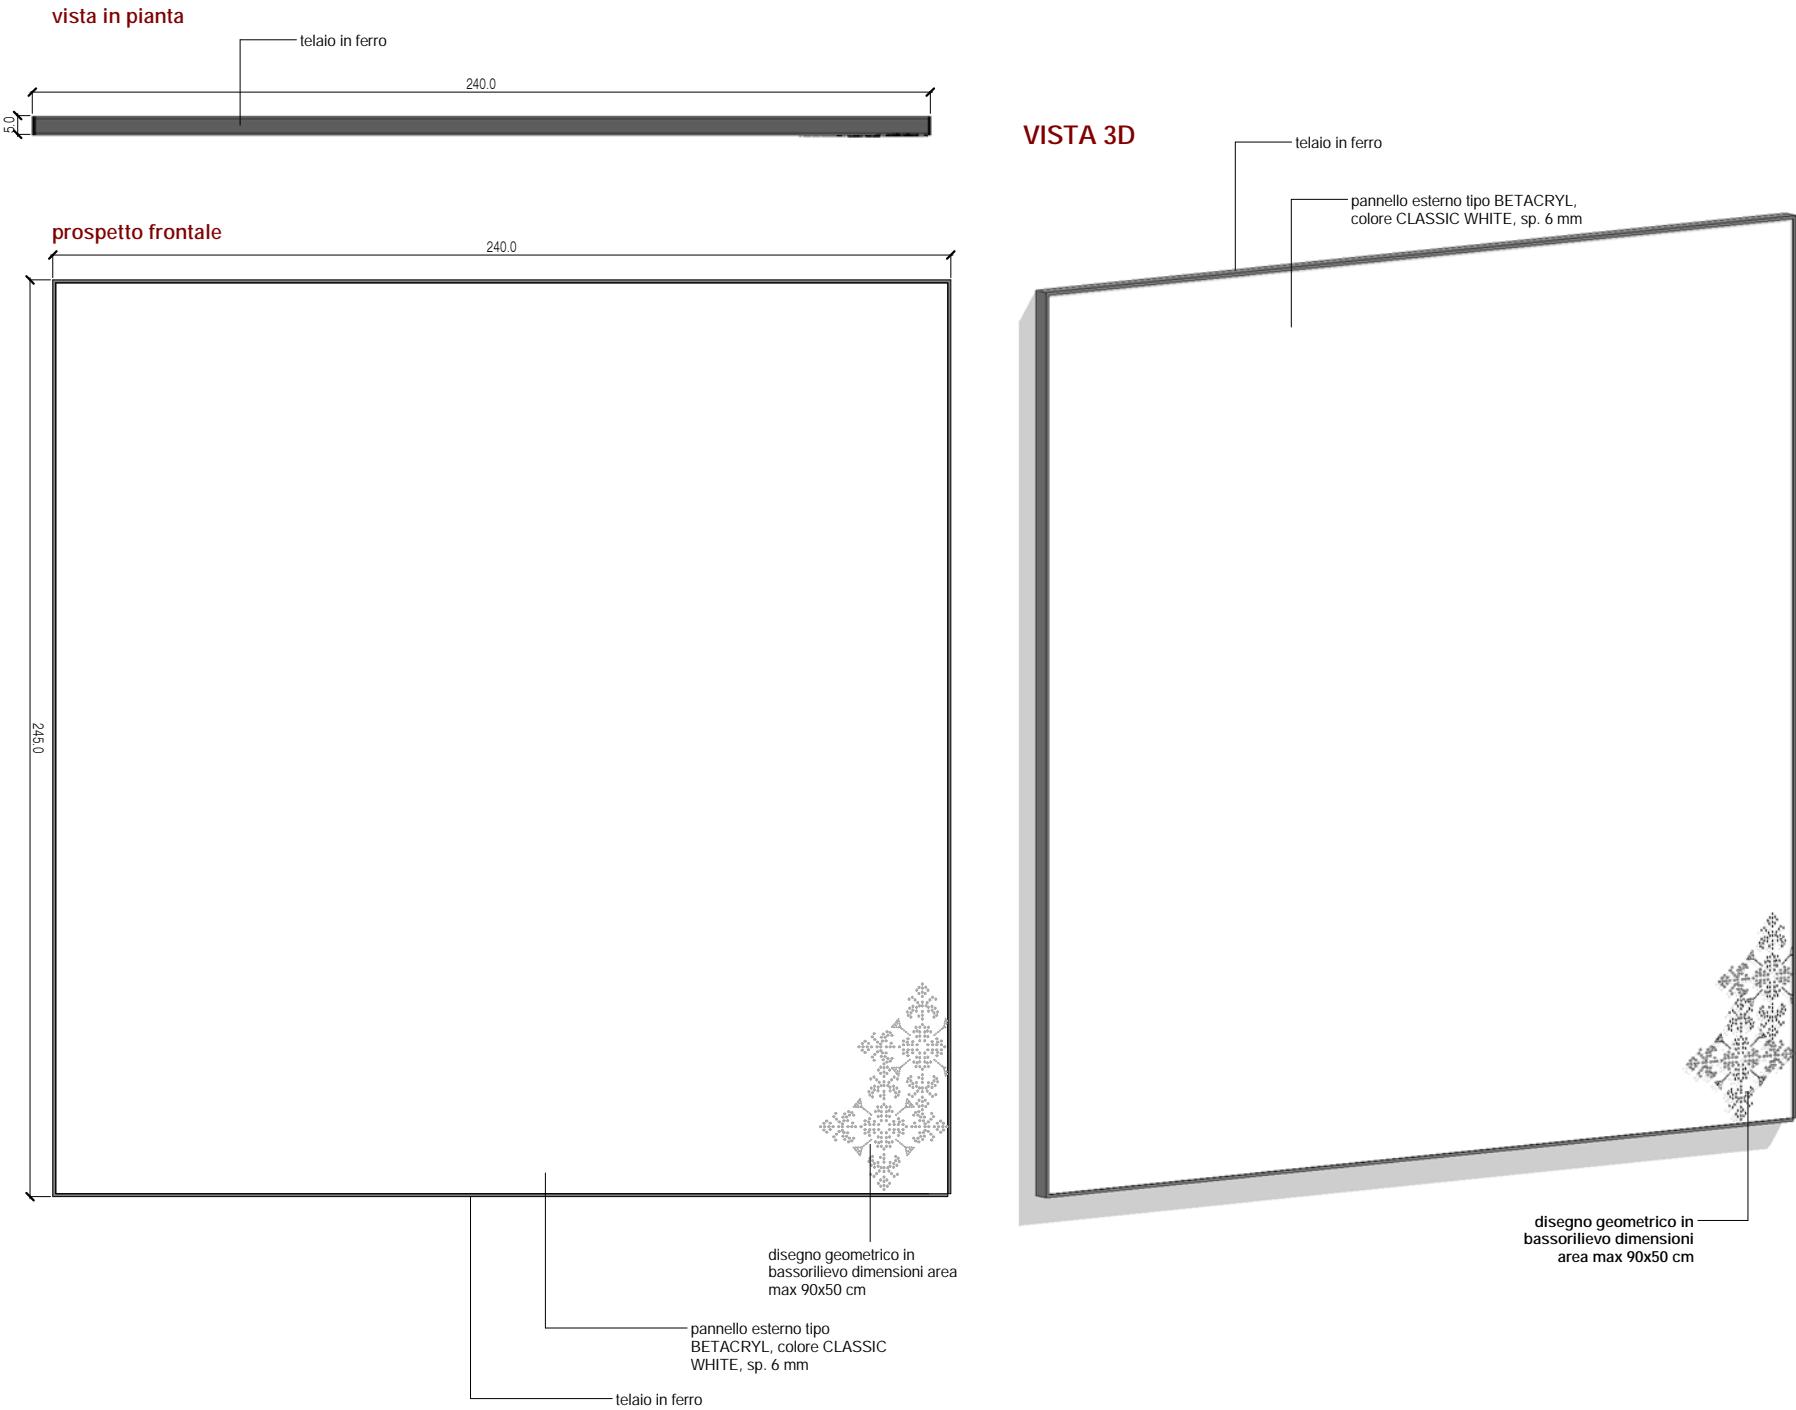 vista in pianta
telaio in ferro
240.0
5.0
prospetto frontale
240.0
245.0
disegno geometrico in
bassorilievo dimensioni area
max 90x50 cm
pannello esterno tipo
BETACRYL, colore CLASSIC
WHITE, sp. 6 mm
telaio in ferro
VISTA 3D
telaio in ferro
pannello esterno tipo BETACRYL,
colore CLASSIC WHITE, sp. 6 mm
disegno geometrico in
bassorilievo dimensioni
area max 90x50 cm